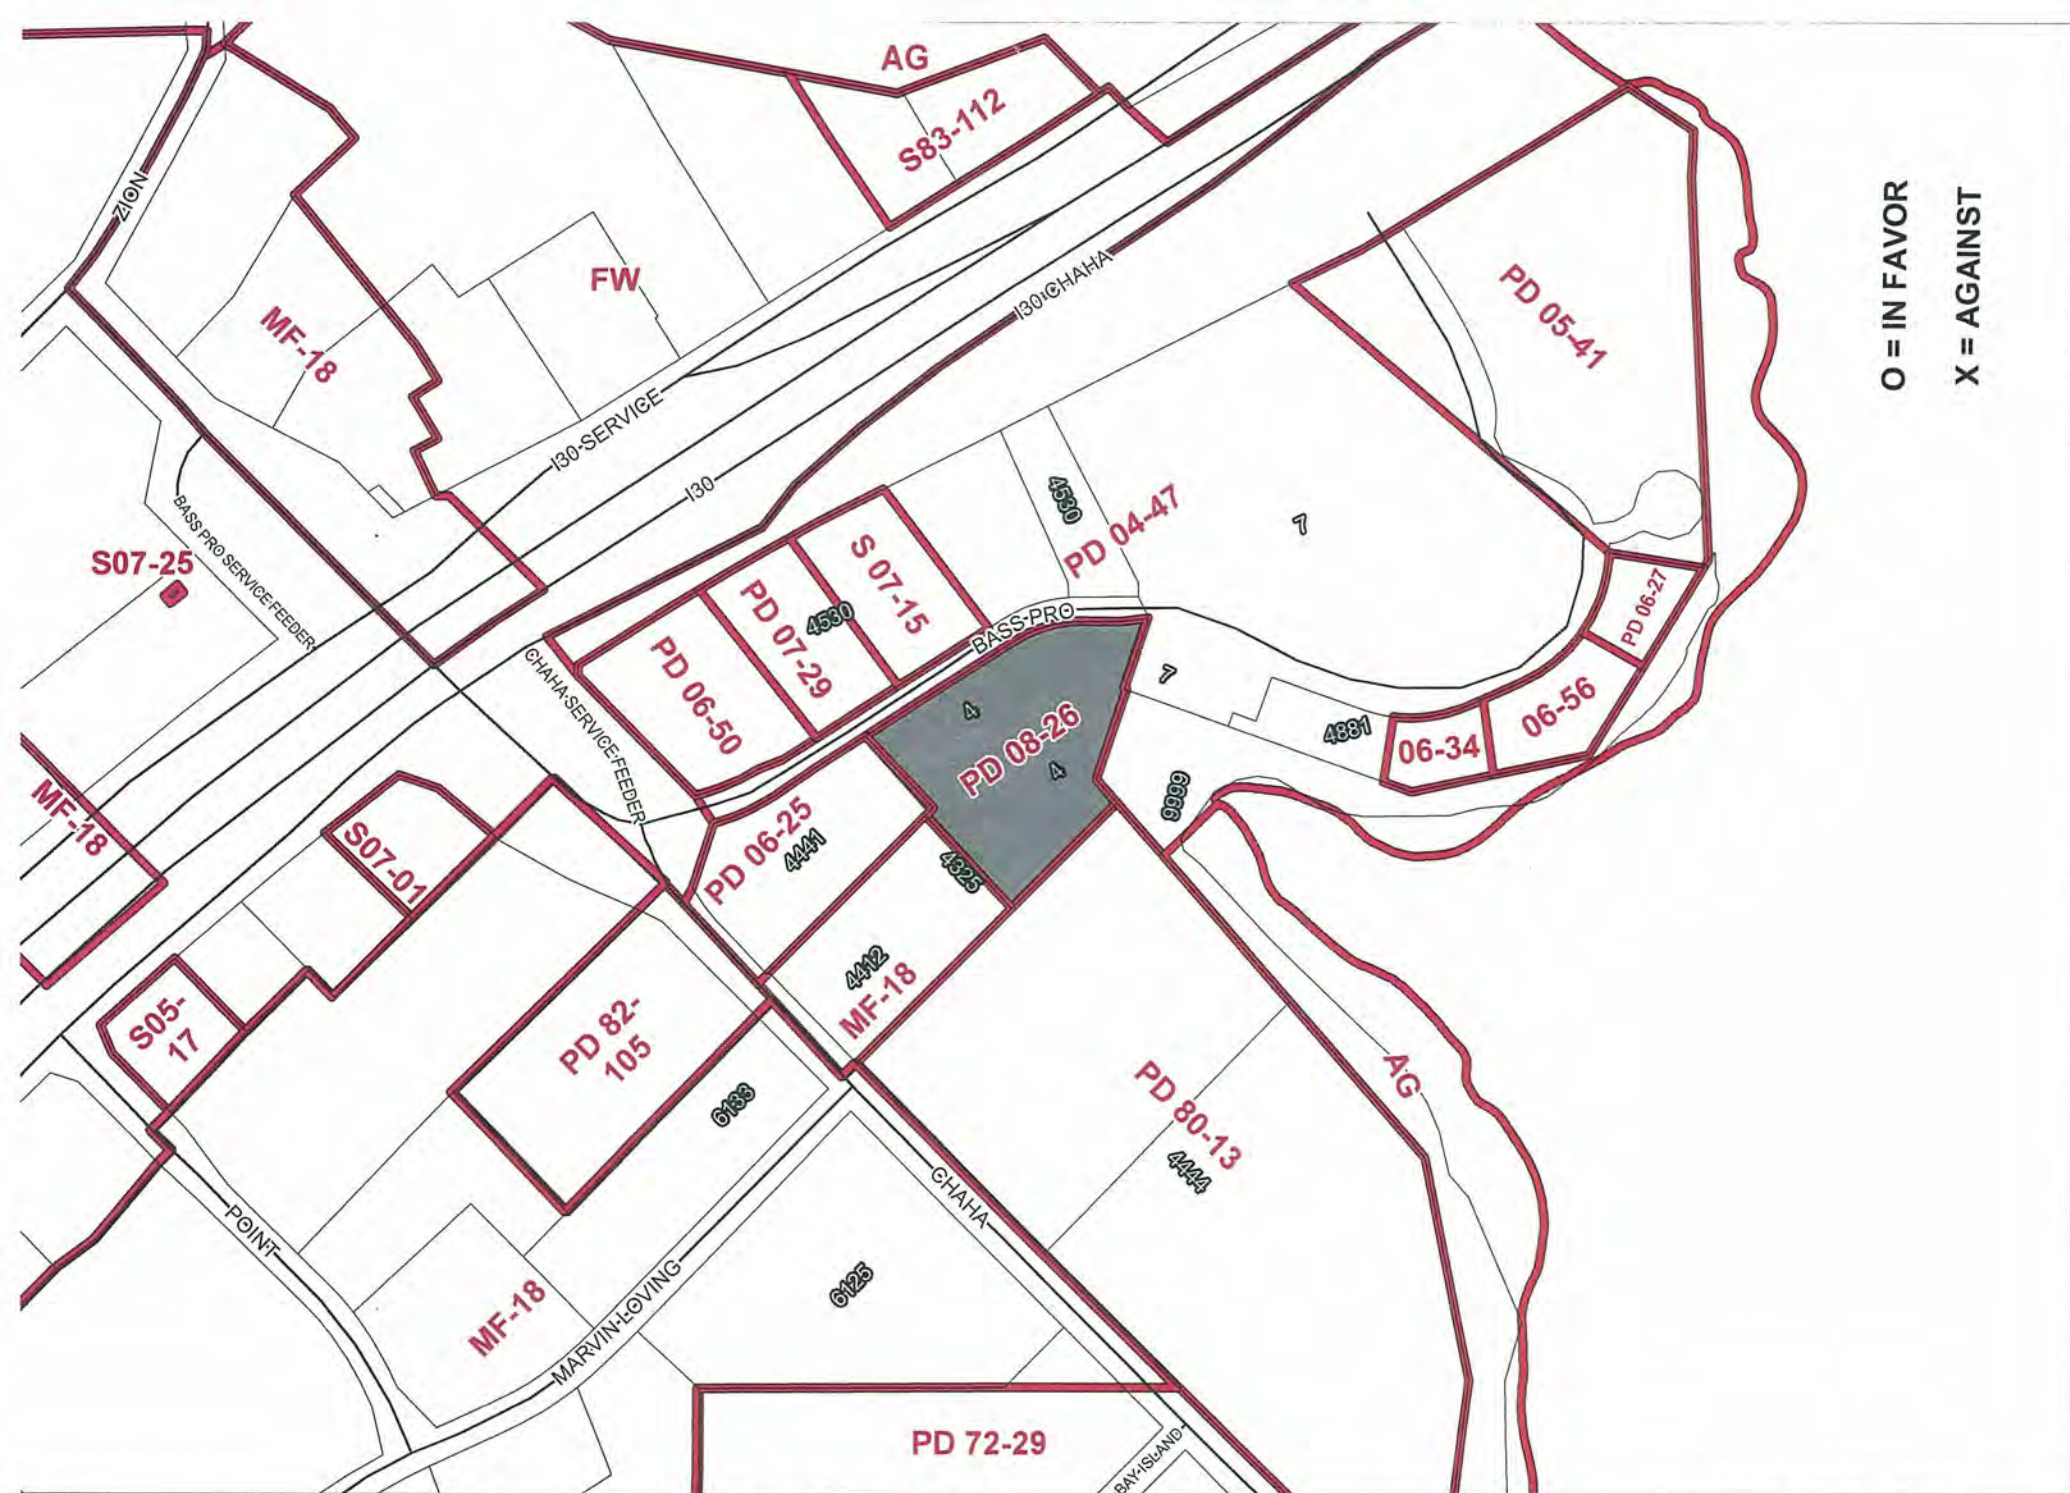 AG
S83-112
ZION
FW
MF-18
I30 CHAHA
PD 05-41
O = IN FAVOR
X = AGAINST
I30 SERVICE
I30
4530
PD 04-47
7
BASS PRO SERVICE FEEDER
S07-25
S 07-15
PD 07-29
4530
PD 06-50
BASS PRO
PD 06-27
CHAHA SERVICE FEEDER
7
4
PD 08-26
4
4881
06-34
06-56
9999
MF-18
S07-01
PD 06-25
4441
4325
4412
MF-18
S05-
17
PD 82-
105
6133
PD 80-13
4444
AG
CHAHA
POINT
6125
MF-18
MARVIN LOVING
PD 72-29
BAY ISLAND